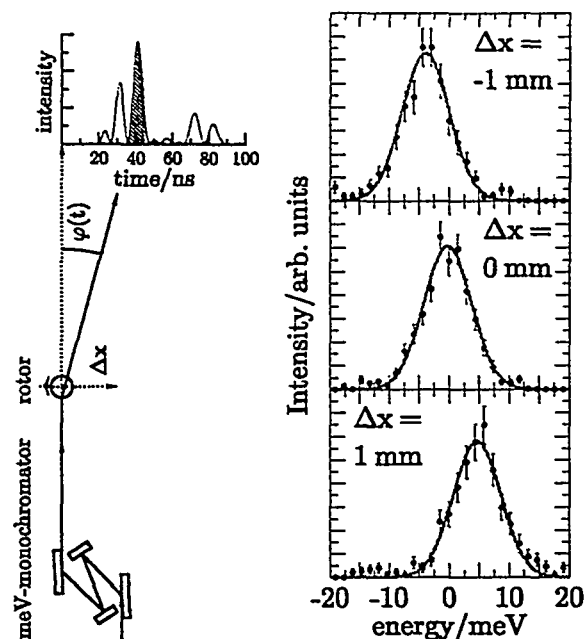 intensity
20 40 60 80 100
time/ns
φ(t)
Δx
rotor
meV-monochromator
Δx =
-1 mm
Δx =
0 mm
Δx =
1 mm
Intensity/arb. units
-20 -10 0 10 20
energy/meV